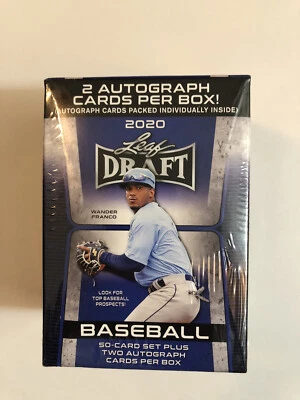 2 AUTOGRAPH
CARDS PER BOX!
(AUTOGRAPH CARDS PACKED INDIVIDUALLY INSIDE)
2020
Leaf
DRAFT
WANDER
FRANCO
LOOK FOR
TOP BASEBALL
PROSPECTS!
BASEBALL
50-CARD SET PLUS
TWO AUTOGRAPH
CARDS PER BOX